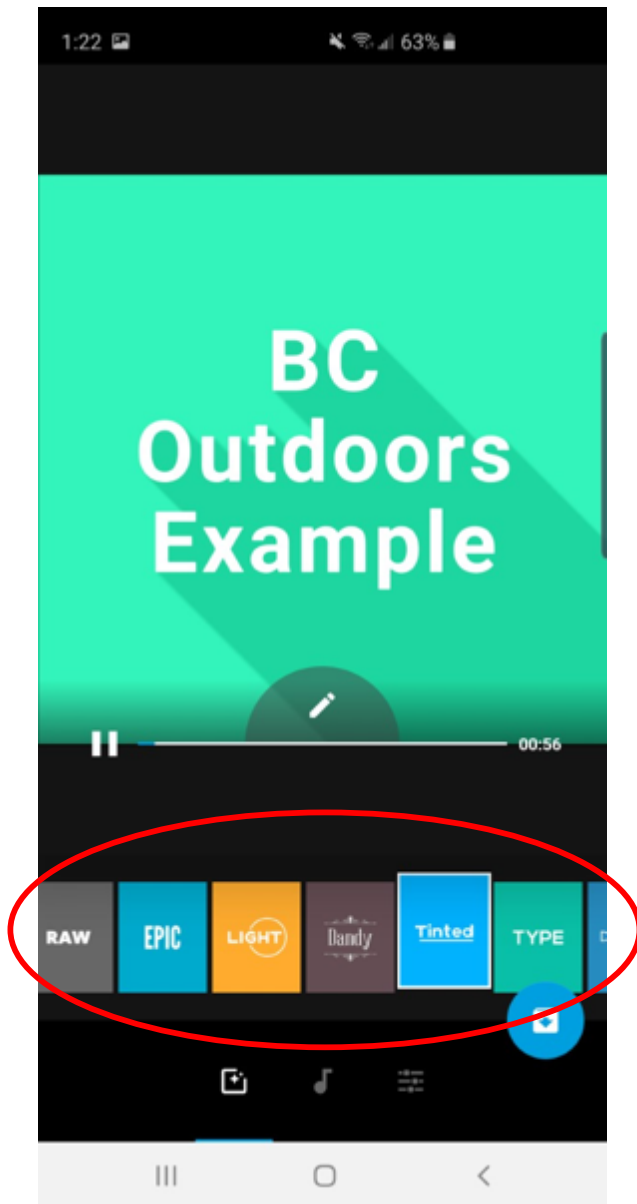 1:22 63%
BC
Outdoors
Example
00:56
RAW EPIC LIGHT Dandy Tinted TYPE D